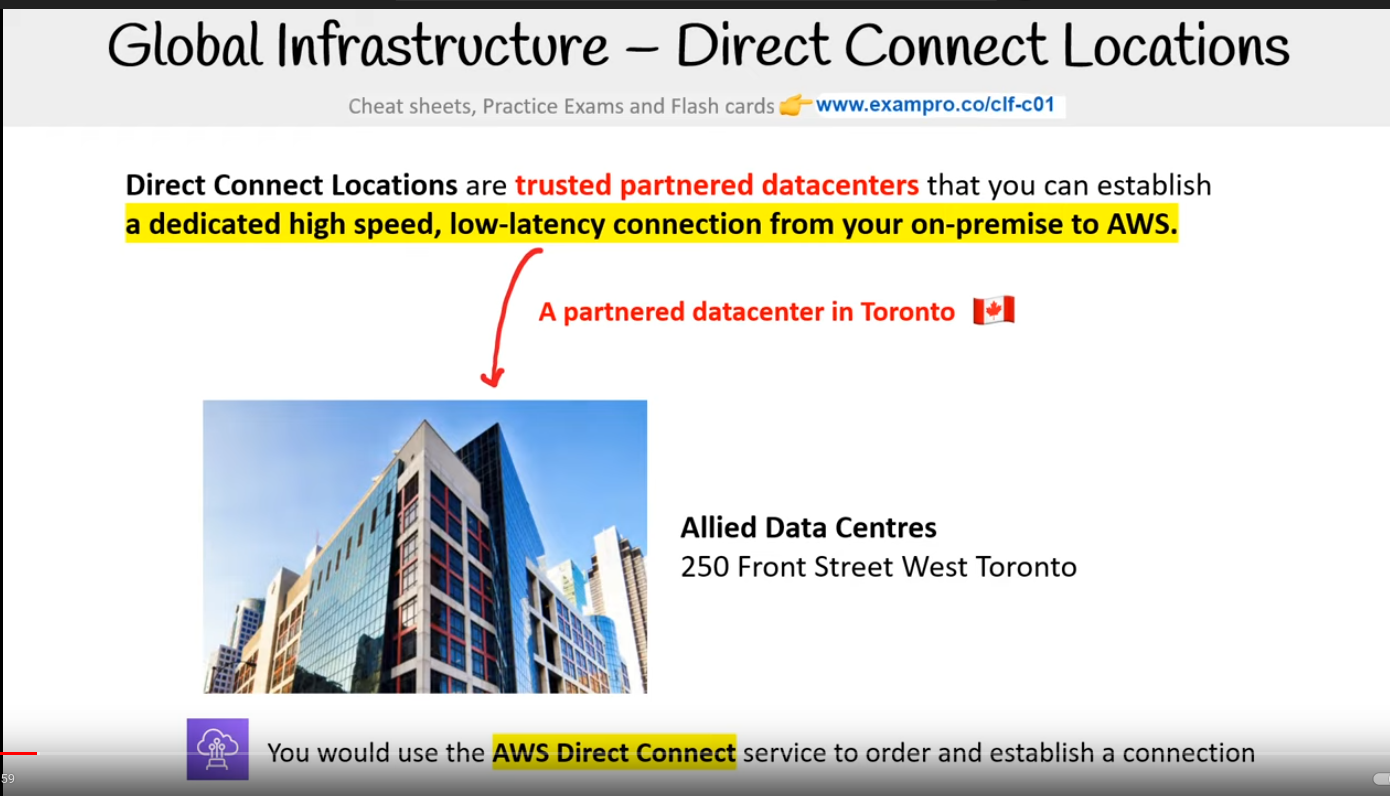 Global Infrastructure – Direct Connect Locations
Cheat sheets, Practice Exams and Flash cards 👉 www.exampro.co/clf-c01
Direct Connect Locations are trusted partnered datacenters that you can establish
a dedicated high speed, low-latency connection from your on-premise to AWS.
A partnered datacenter in Toronto
Allied Data Centres
250 Front Street West Toronto
You would use the AWS Direct Connect service to order and establish a connection
59